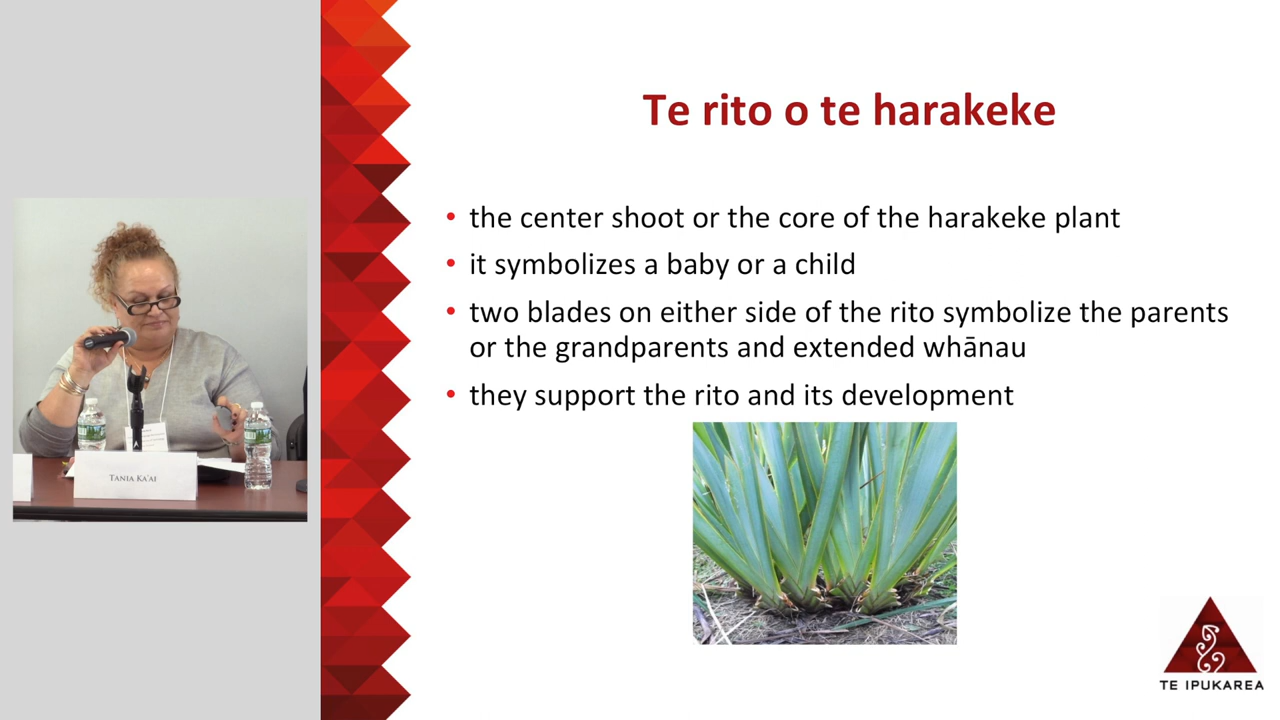 Te rito o te harakeke
• the center shoot or the core of the harakeke plant
• it symbolizes a baby or a child
• two blades on either side of the rito symbolize the parents
or the grandparents and extended whānau
• they support the rito and its development
TANIA KA'AI
TE IPUKAREA